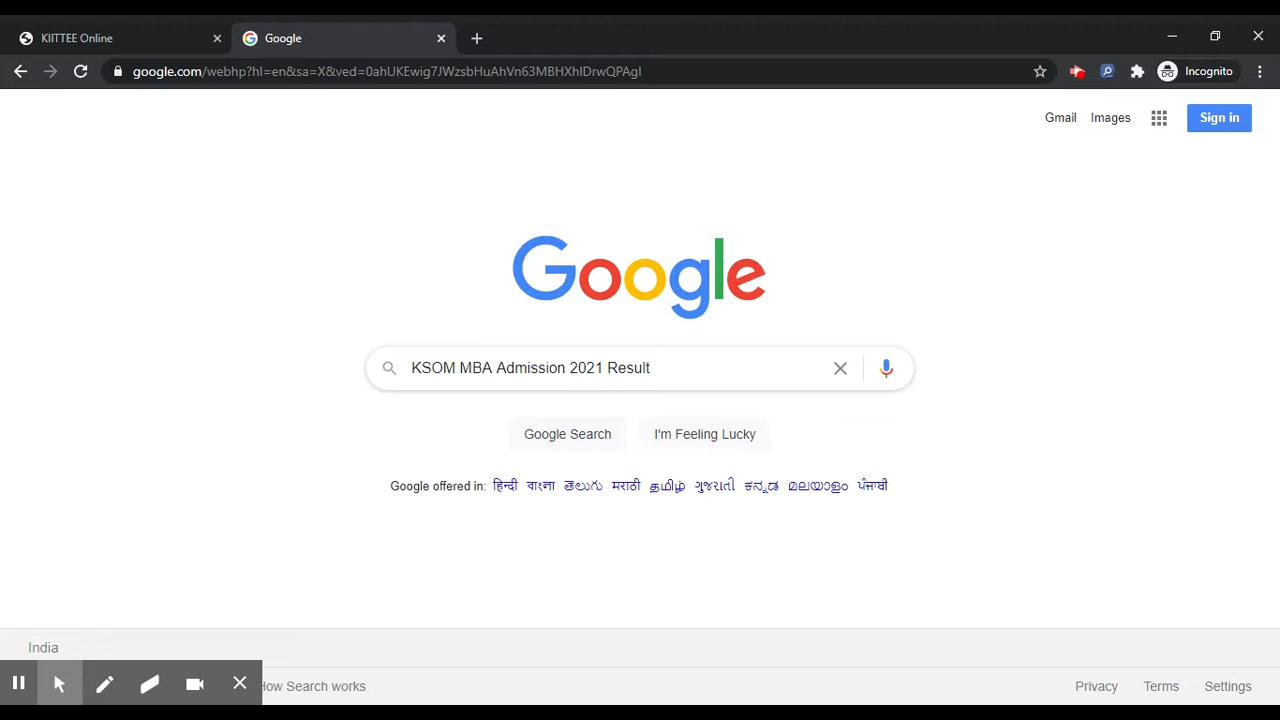 KIITTEE Online
Google
google.com/webhp?hl=en&sa=X&ved=0ahUKEwig7JWzsbHuAhVn63MBHXhlDrwQPAgI
Incognito
Gmail Images Sign in
Google
KSOM MBA Admission 2021 Result
Google Search I'm Feeling Lucky
Google offered in: हिन्दी বাংলা తెలుగు मराठी தமிழ் ગુજરાતી ಕನ್ನಡ മലയാളം ਪੰਜਾਬੀ
India
How Search works Privacy Terms Settings